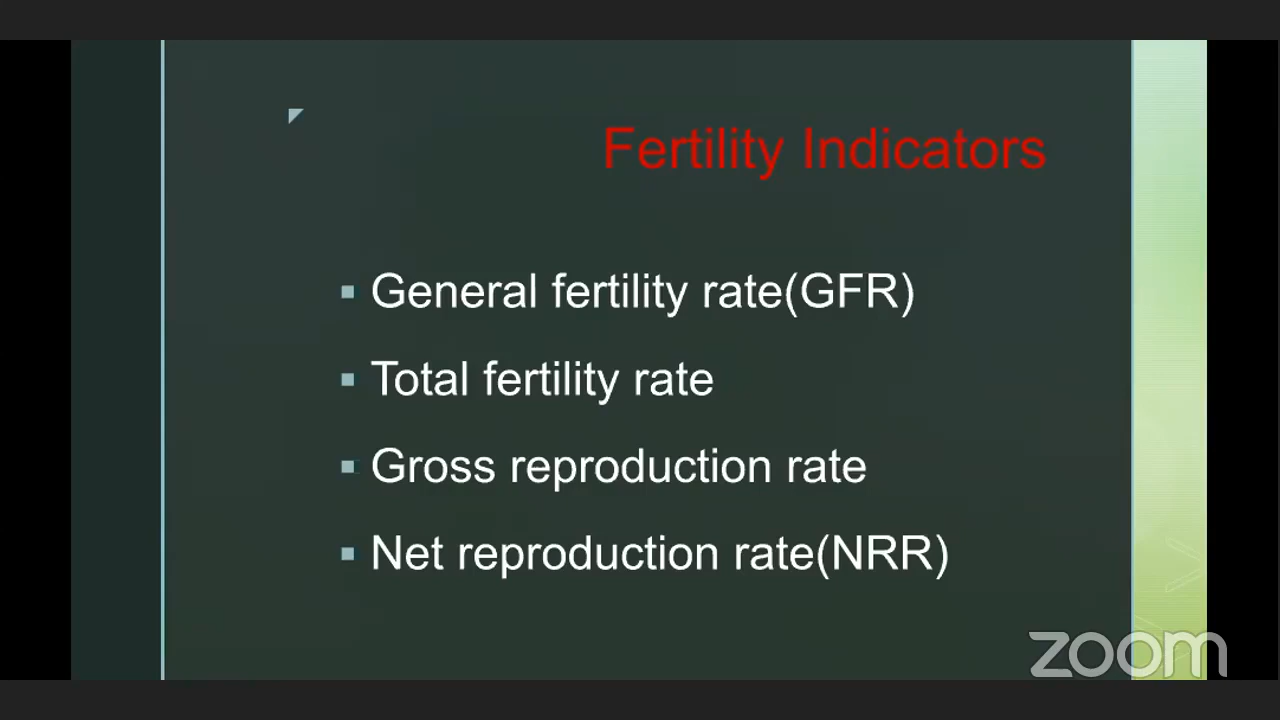 Fertility Indicators
General fertility rate(GFR)
Total fertility rate
Gross reproduction rate
Net reproduction rate(NRR)
zoom